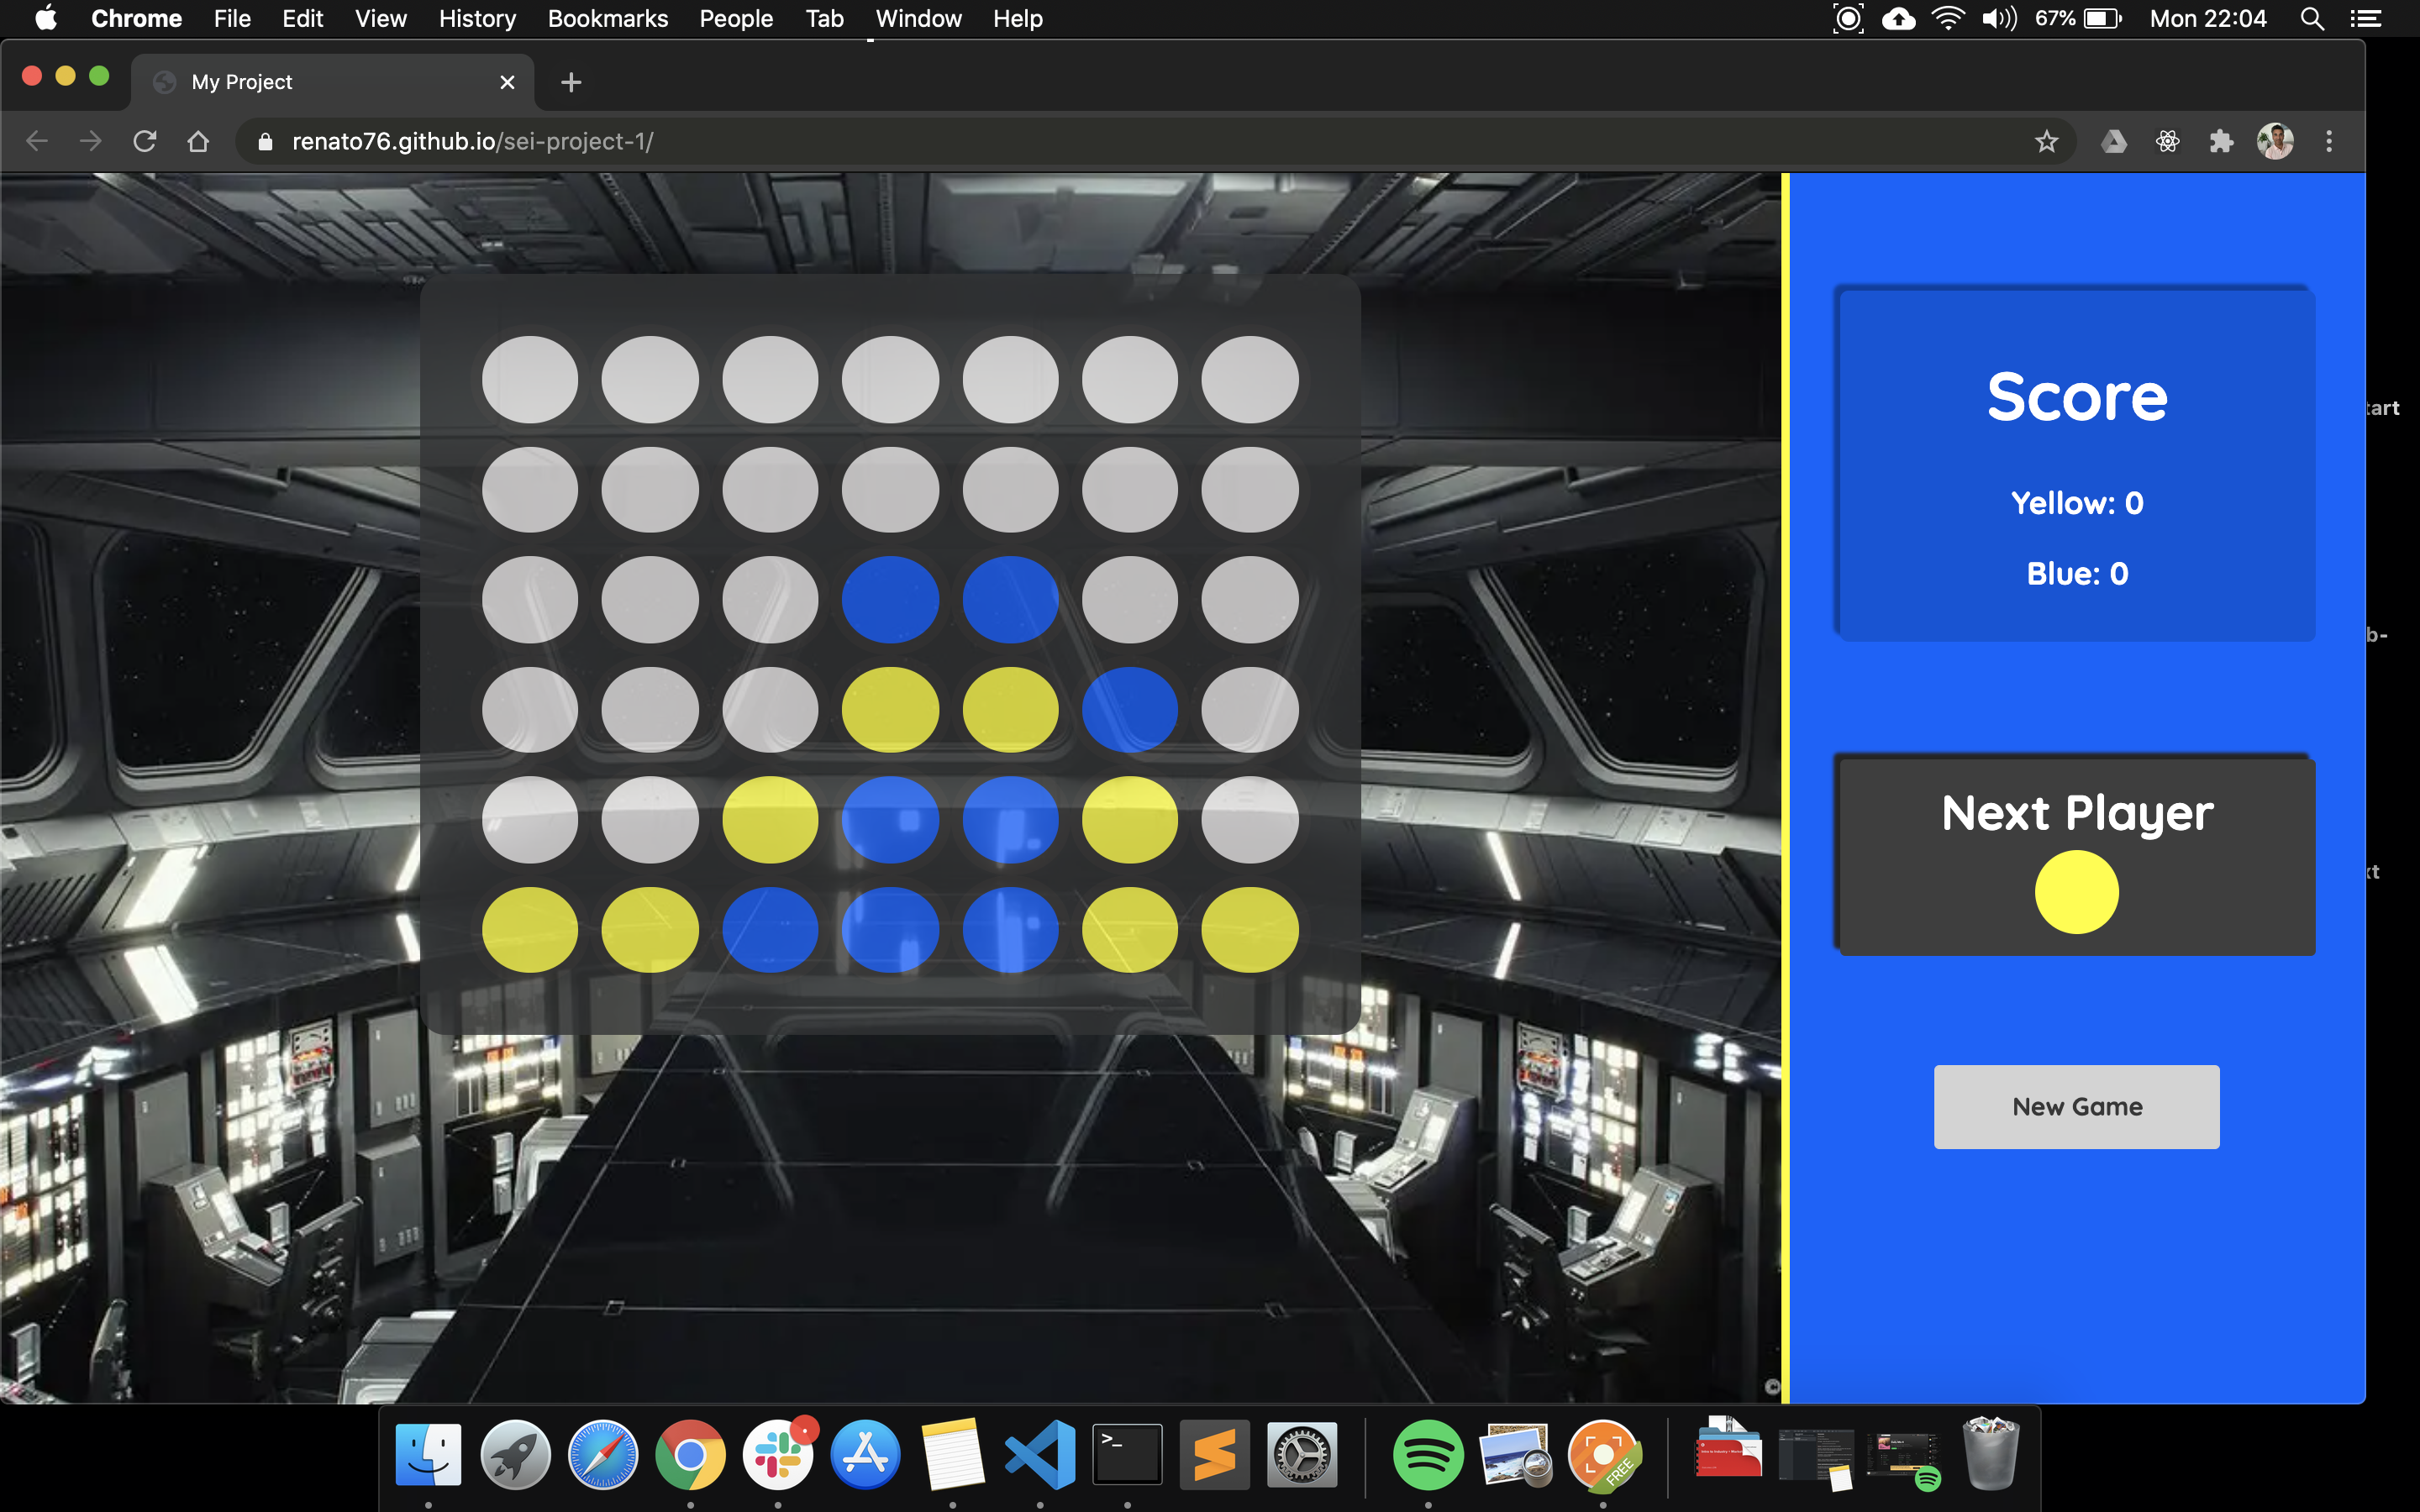 Chrome File Edit View History Bookmarks People Tab Window Help 67% Mon 22:04
My Project
renato76.github.io/sei-project-1/
Score
Yellow: 0
Blue: 0
Next Player
New Game
tart
b-
xt
>_
FREE